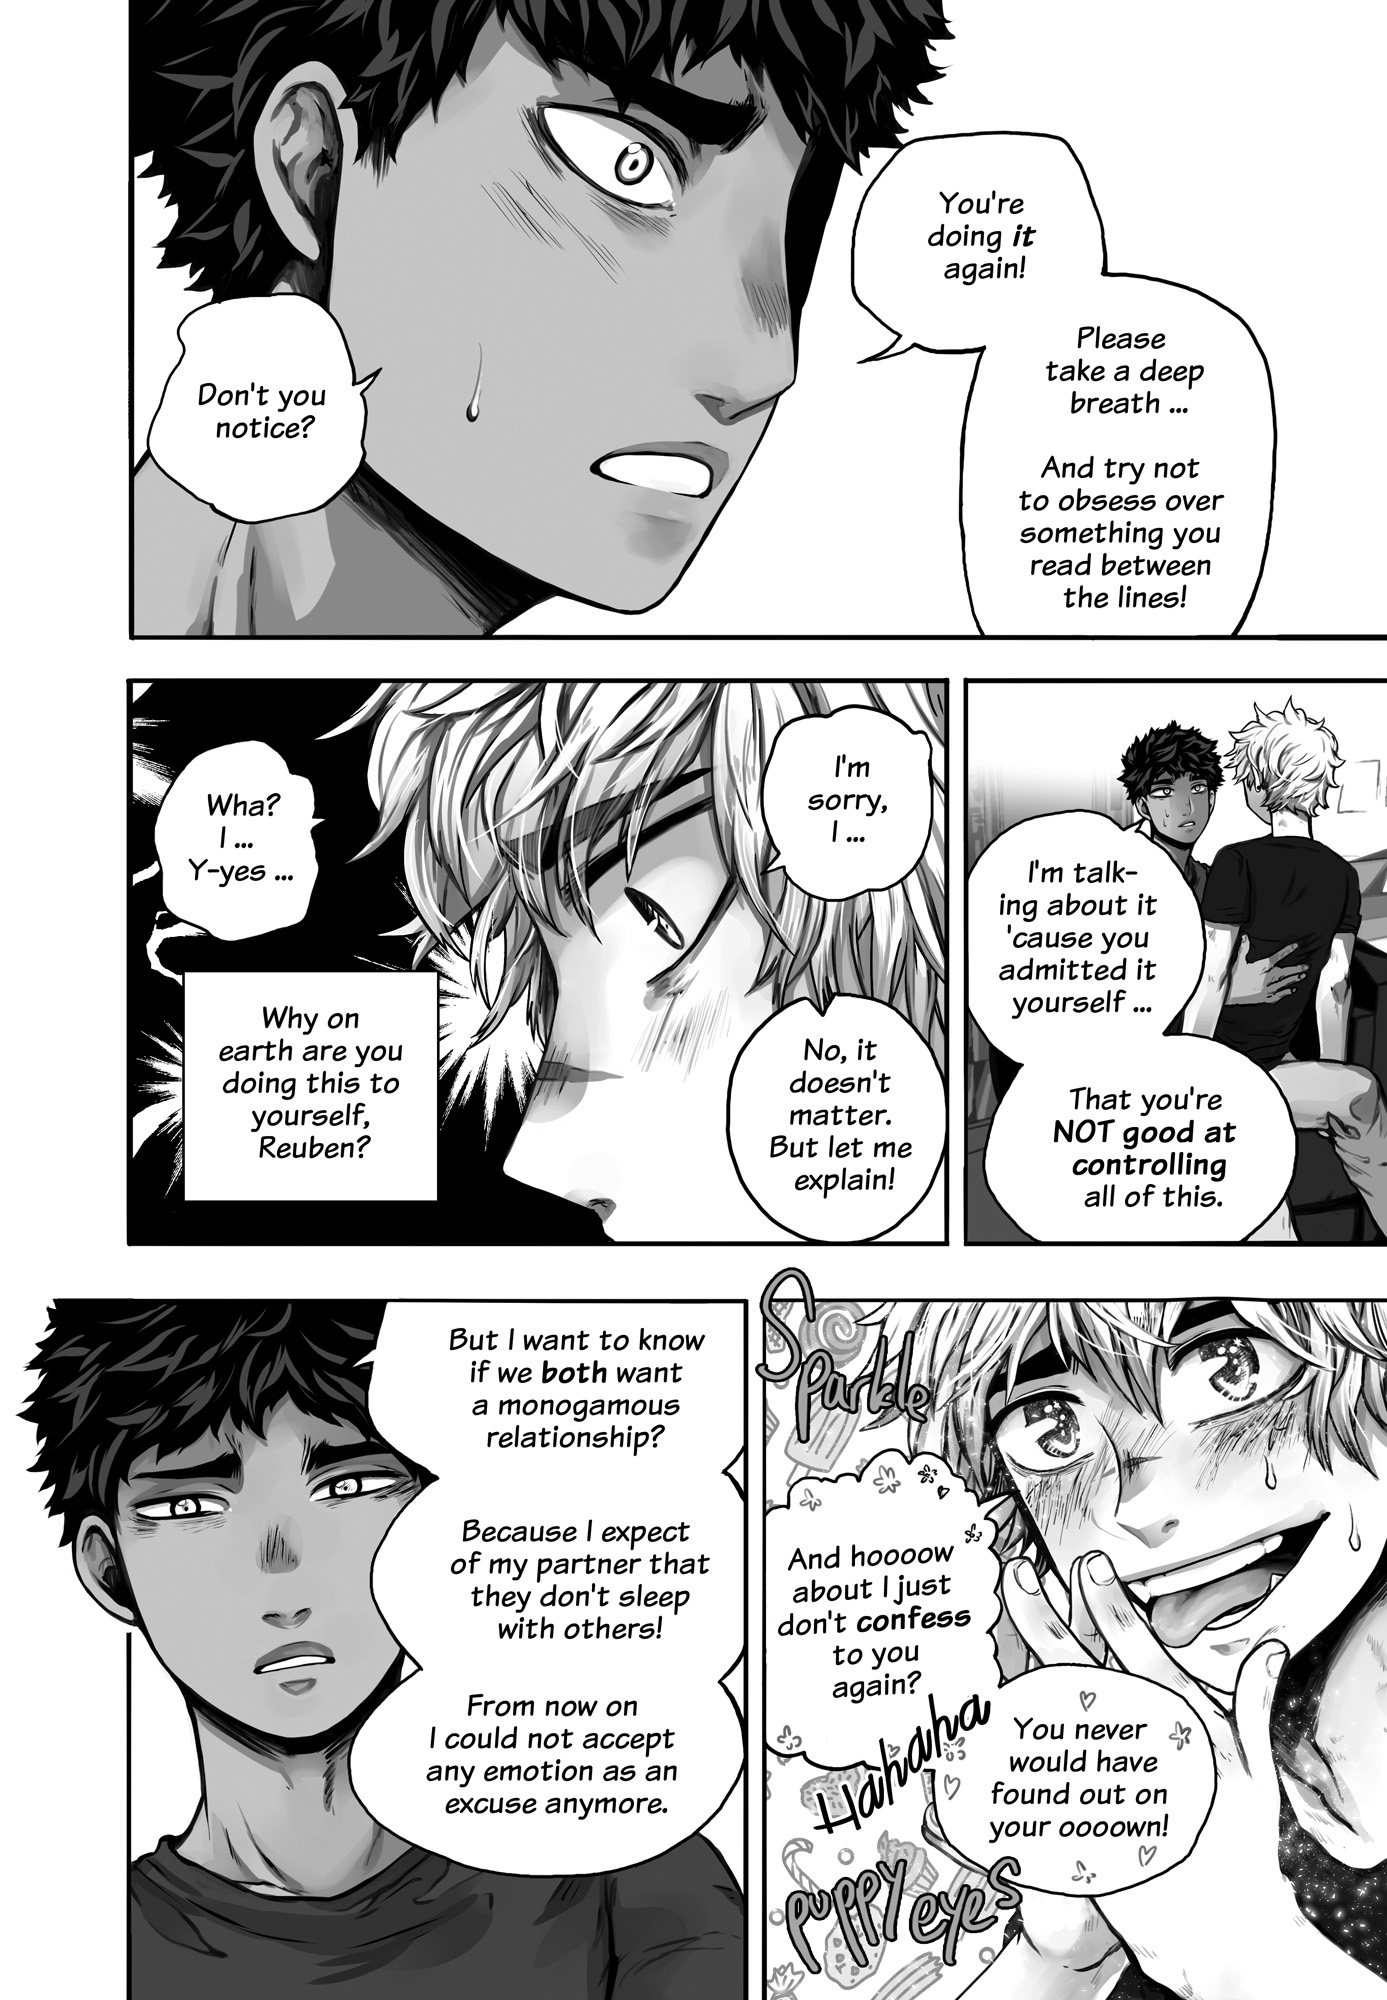 Don't you
notice?
You're
doing it
again!
Please
take a deep
breath ...
And try not
to obsess over
something you
read between
the lines!
Wha?
I ...
Y-yes ...
Why on
earth are you
doing this to
yourself,
Reuben?
I'm
sorry,
I ...
No, it
doesn't
matter.
But let me
explain!
I'm talk-
ing about it
'cause you
admitted it
yourself ...
That you're
NOT good at
controlling
all of this.
But I want to know
if we both want
a monogamous
relationship?
Because I expect
of my partner that
they don't sleep
with others!
From now on
I could not accept
any emotion as an
excuse anymore.
Sparkle
And hoooow
about I just
don't confess
to you
again?
Hahaha
You never
would have
found out on
your oooown!
puppy eyes